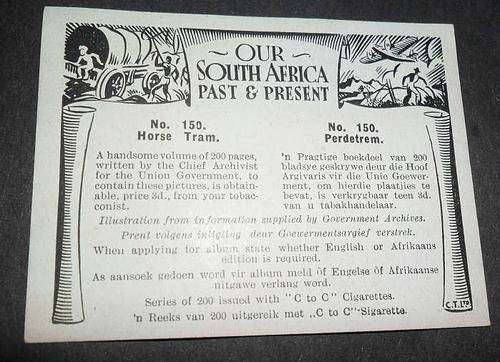 ~ OUR ~
SOUTH AFRICA
PAST & PRESENT
No. 150.
Horse Tram.
A handsome volume of 200 pages,
written by the Chief Archivist
for the Union Government, to
contain these pictures, is obtain-
able, price 3d., from your tobac-
conist.
No. 150.
Perdetrem.
'n Pragtige boekdeel van 200
bladsye geskrywe deur die Hoof
Argivaris vir die Unie Goewer-
ment, om hierdie plaatjies te
bevat, is verkrygbaar teen 3d.
van u tabakhandelaar.
Illustration from information supplied by Government Archives.
Prent volgens inligting deur Goewermentsargief verstrek.
When applying for album state whether English or Afrikaans
edition is required.
As aansoek gedoen word vir album meld òf Engelse òf Afrikaanse
uitgawe verlang word.
Series of 200 issued with "C to C" Cigarettes.
'n Reeks van 200 uitgereik met „C to C"-Sigarette.
C.T. LTD